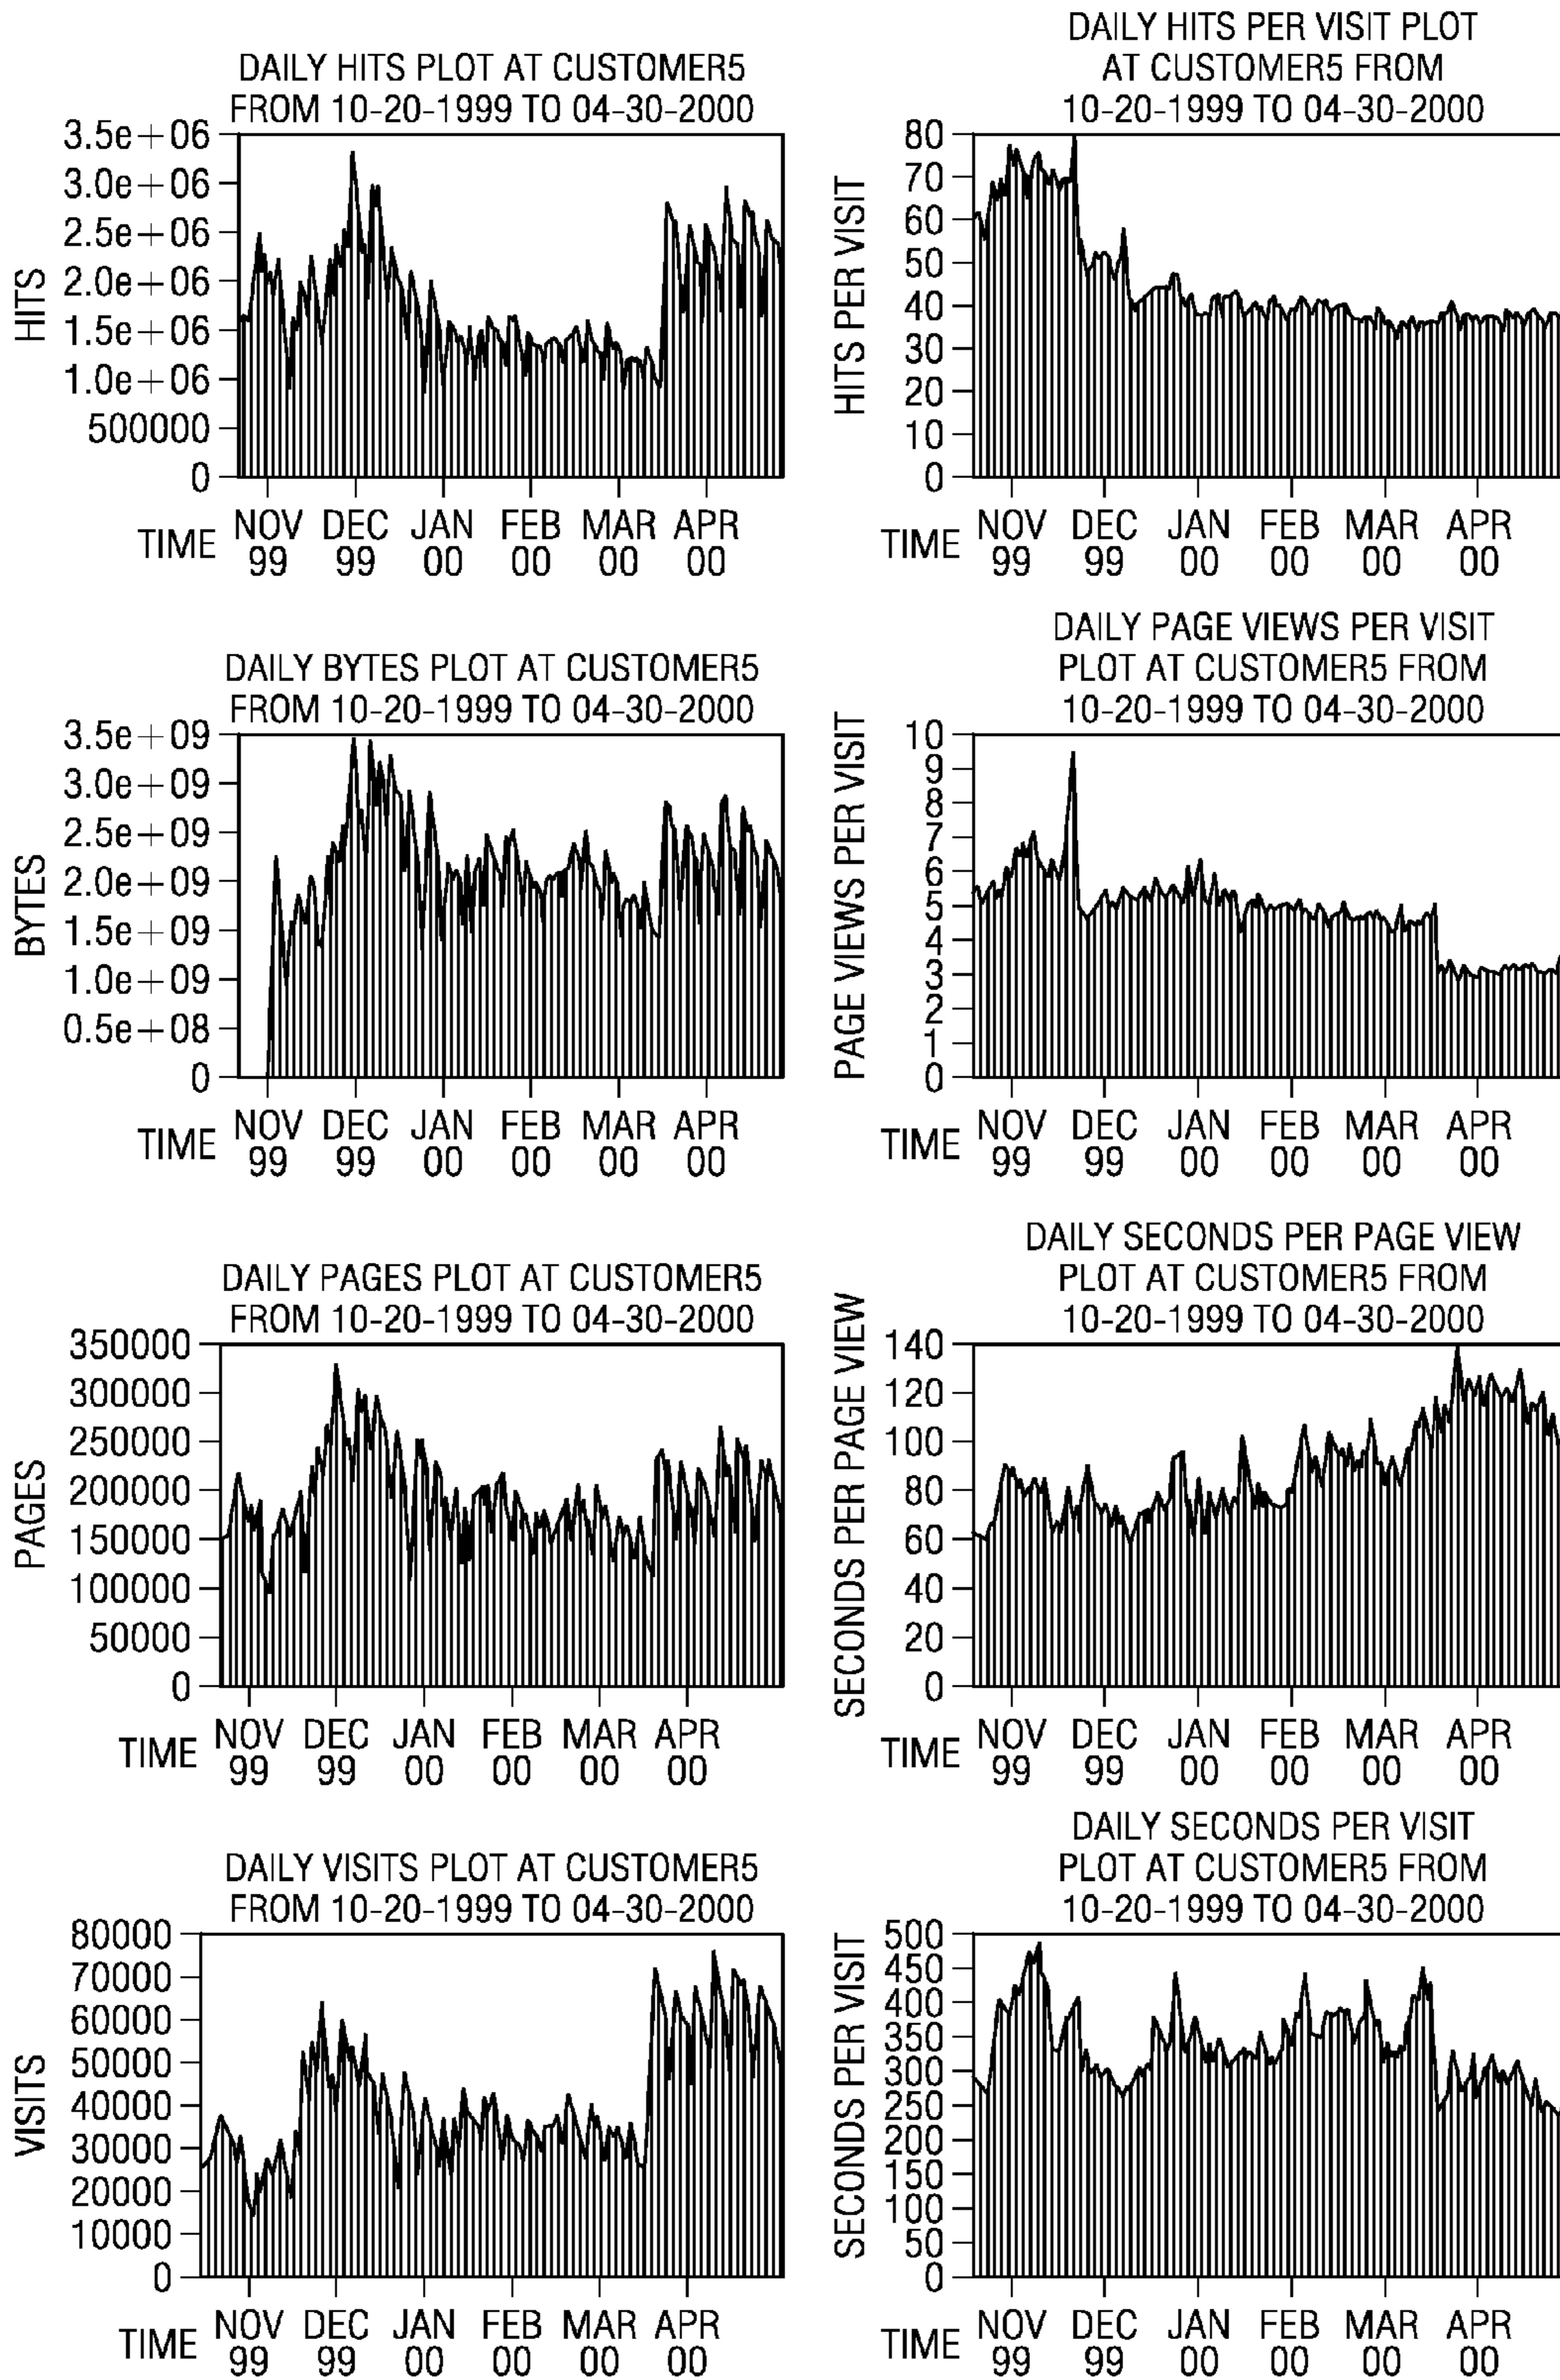 DAILY HITS PLOT AT CUSTOMER5
FROM 10-20-1999 TO 04-30-2000
HITS
3.5e+06
3.0e+06
2.5e+06
2.0e+06
1.5e+06
1.0e+06
500000
0
TIME
NOV DEC JAN FEB MAR APR
99 99 00 00 00 00
DAILY HITS PER VISIT PLOT
AT CUSTOMER5 FROM
10-20-1999 TO 04-30-2000
HITS PER VISIT
80
70
60
50
40
30
20
10
0
TIME
NOV DEC JAN FEB MAR APR
99 99 00 00 00 00
DAILY BYTES PLOT AT CUSTOMER5
FROM 10-20-1999 TO 04-30-2000
BYTES
3.5e+09
3.0e+09
2.5e+09
2.0e+09
1.5e+09
1.0e+09
0.5e+08
0
TIME
NOV DEC JAN FEB MAR APR
99 99 00 00 00 00
DAILY PAGE VIEWS PER VISIT
PLOT AT CUSTOMER5 FROM
10-20-1999 TO 04-30-2000
PAGE VIEWS PER VISIT
10
9
8
7
6
5
4
3
2
1
0
TIME
NOV DEC JAN FEB MAR APR
99 99 00 00 00 00
DAILY PAGES PLOT AT CUSTOMER5
FROM 10-20-1999 TO 04-30-2000
PAGES
350000
300000
250000
200000
150000
100000
50000
0
TIME
NOV DEC JAN FEB MAR APR
99 99 00 00 00 00
DAILY SECONDS PER PAGE VIEW
PLOT AT CUSTOMER5 FROM
10-20-1999 TO 04-30-2000
SECONDS PER PAGE VIEW
140
120
100
80
60
40
20
0
TIME
NOV DEC JAN FEB MAR APR
99 99 00 00 00 00
DAILY VISITS PLOT AT CUSTOMER5
FROM 10-20-1999 TO 04-30-2000
VISITS
80000
70000
60000
50000
40000
30000
20000
10000
0
TIME
NOV DEC JAN FEB MAR APR
99 99 00 00 00 00
DAILY SECONDS PER VISIT
PLOT AT CUSTOMER5 FROM
10-20-1999 TO 04-30-2000
SECONDS PER VISIT
500
450
400
350
300
250
200
150
100
50
0
TIME
NOV DEC JAN FEB MAR APR
99 99 00 00 00 00